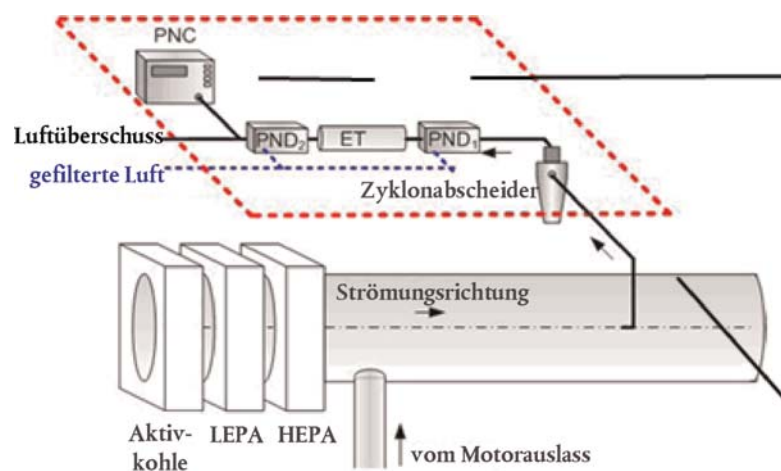 PNC
Luftüberschuss
PND₂ ET PND₁
gefilterte Luft
Zyklonabscheider
Strömungsrichtung
Aktiv-
kohle
LEPA
HEPA
vom Motorauslass